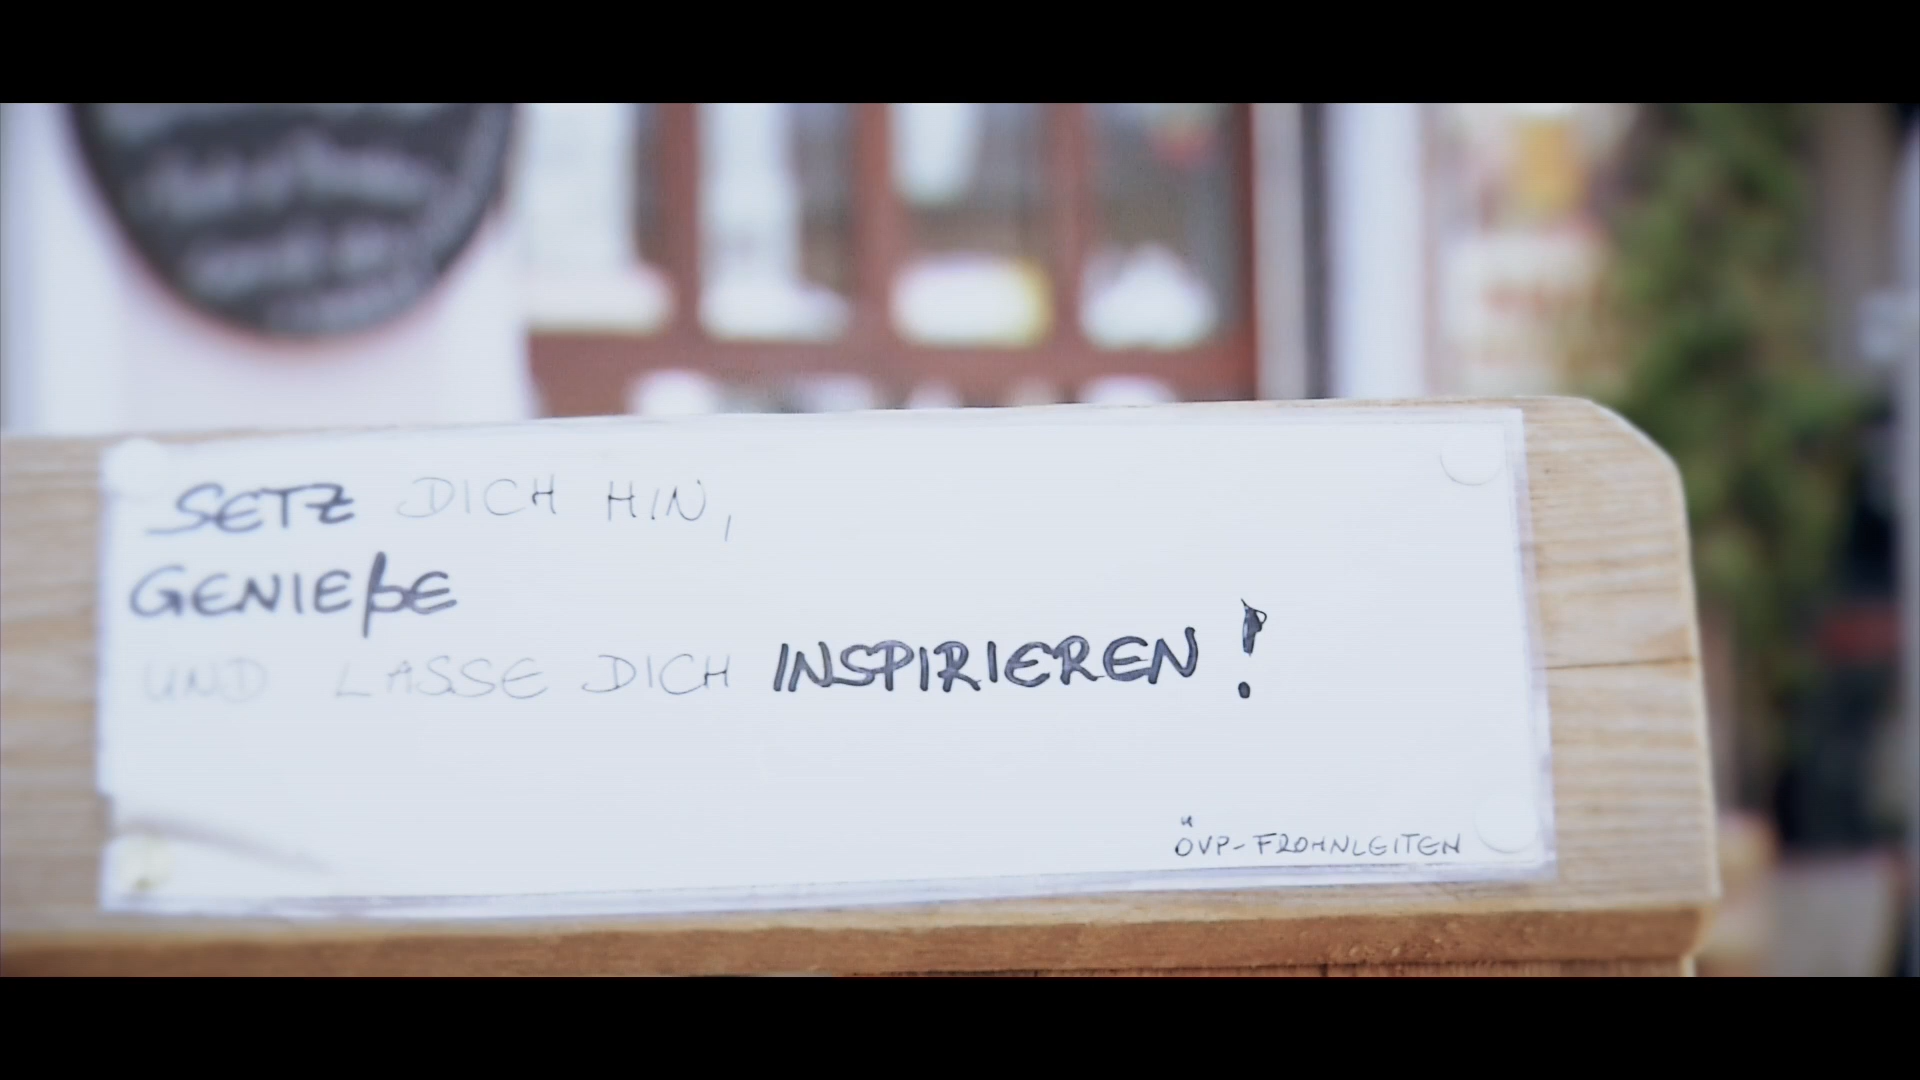 SETZ DICH HIN,
GENIEßE
UND LASSE DICH INSPIRIEREN!
ÖVP-FROHNLEITEN